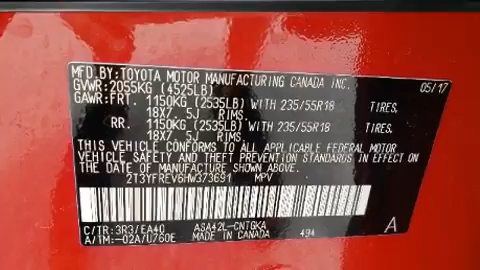 MFD.BY:TOYOTA MOTOR MANUFACTURING CANADA INC.
GVWR:2055KG (4525LB) 05/17
GAWR:FRT. 1150KG (2535LB) WITH 235/55R18 TIRES,
18X7.5J RIMS.
RR. 1150KG (2535LB) WITH 235/55R18 TIRES,
18X7.5J RIMS.
THIS VEHICLE CONFORMS TO ALL APPLICABLE FEDERAL MOTOR
VEHICLE SAFETY AND THEFT PREVENTION STANDARDS IN EFFECT
ON THE DATE OF MANUFACTURE SHOWN ABOVE.
2T3YFREV6HW373691 MPV
C/TR:3R3/EA40 ASA42L-CNTGKA A
A/TM:-02A/U760E MADE IN CANADA 494